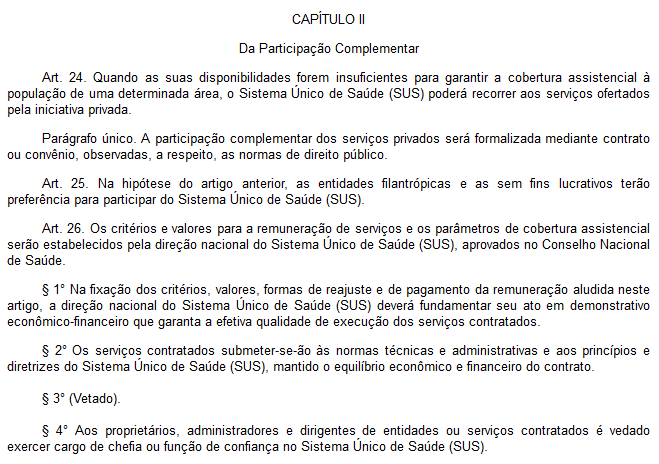 CAPÍTULO II
Da Participação Complementar
Art. 24. Quando as suas disponibilidades forem insuficientes para garantir a cobertura assistencial à
população de uma determinada área, o Sistema Único de Saúde (SUS) poderá recorrer aos serviços ofertados
pela iniciativa privada.
Parágrafo único. A participação complementar dos serviços privados será formalizada mediante contrato
ou convênio, observadas, a respeito, as normas de direito público.
Art. 25. Na hipótese do artigo anterior, as entidades filantrópicas e as sem fins lucrativos terão
preferência para participar do Sistema Único de Saúde (SUS).
Art. 26. Os critérios e valores para a remuneração de serviços e os parâmetros de cobertura assistencial
serão estabelecidos pela direção nacional do Sistema Único de Saúde (SUS), aprovados no Conselho Nacional
de Saúde.
§ 1° Na fixação dos critérios, valores, formas de reajuste e de pagamento da remuneração aludida neste
artigo, a direção nacional do Sistema Único de Saúde (SUS) deverá fundamentar seu ato em demonstrativo
econômico-financeiro que garanta a efetiva qualidade de execução dos serviços contratados.
§ 2° Os serviços contratados submeter-se-ão às normas técnicas e administrativas e aos princípios e
diretrizes do Sistema Único de Saúde (SUS), mantido o equilíbrio econômico e financeiro do contrato.
§ 3° (Vetado).
§ 4° Aos proprietários, administradores e dirigentes de entidades ou serviços contratados é vedado
exercer cargo de chefia ou função de confiança no Sistema Único de Saúde (SUS).